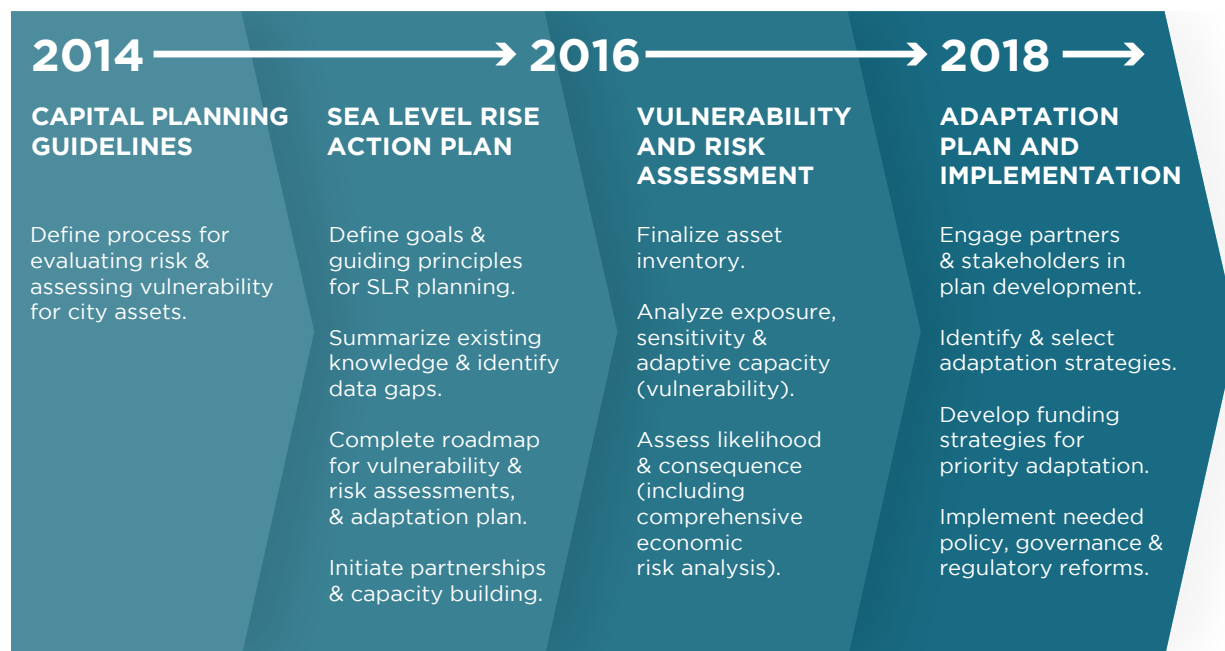 2014
2016
2018
CAPITAL PLANNING
GUIDELINES
Define process for
evaluating risk &
assessing vulnerability
for city assets.
SEA LEVEL RISE
ACTION PLAN
Define goals &
guiding principles
for SLR planning.
Summarize existing
knowledge & identify
data gaps.
Complete roadmap
for vulnerability &
risk assessments,
& adaptation plan.
Initiate partnerships
& capacity building.
VULNERABILITY
AND RISK
ASSESSMENT
Finalize asset
inventory.
Analyze exposure,
sensitivity &
adaptive capacity
(vulnerability).
Assess likelihood
& consequence
(including
comprehensive
economic
risk analysis).
ADAPTATION
PLAN AND
IMPLEMENTATION
Engage partners
& stakeholders in
plan development.
Identify & select
adaptation strategies.
Develop funding
strategies for
priority adaptation.
Implement needed
policy, governance &
regulatory reforms.